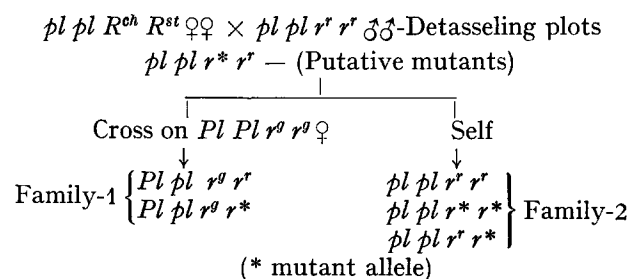 pl pl R^ch R^st ♀♀ × pl pl r^r r^r ♂♂-Detasseling plots
pl pl r* r^r — (Putative mutants)
Cross on Pl Pl r^g r^g ♀ Self
Family-1 { Pl pl r^g r^r pl pl r^r r^r
Pl pl r^g r* pl pl r* r* } Family-2
pl pl r^r r*
(* mutant allele)